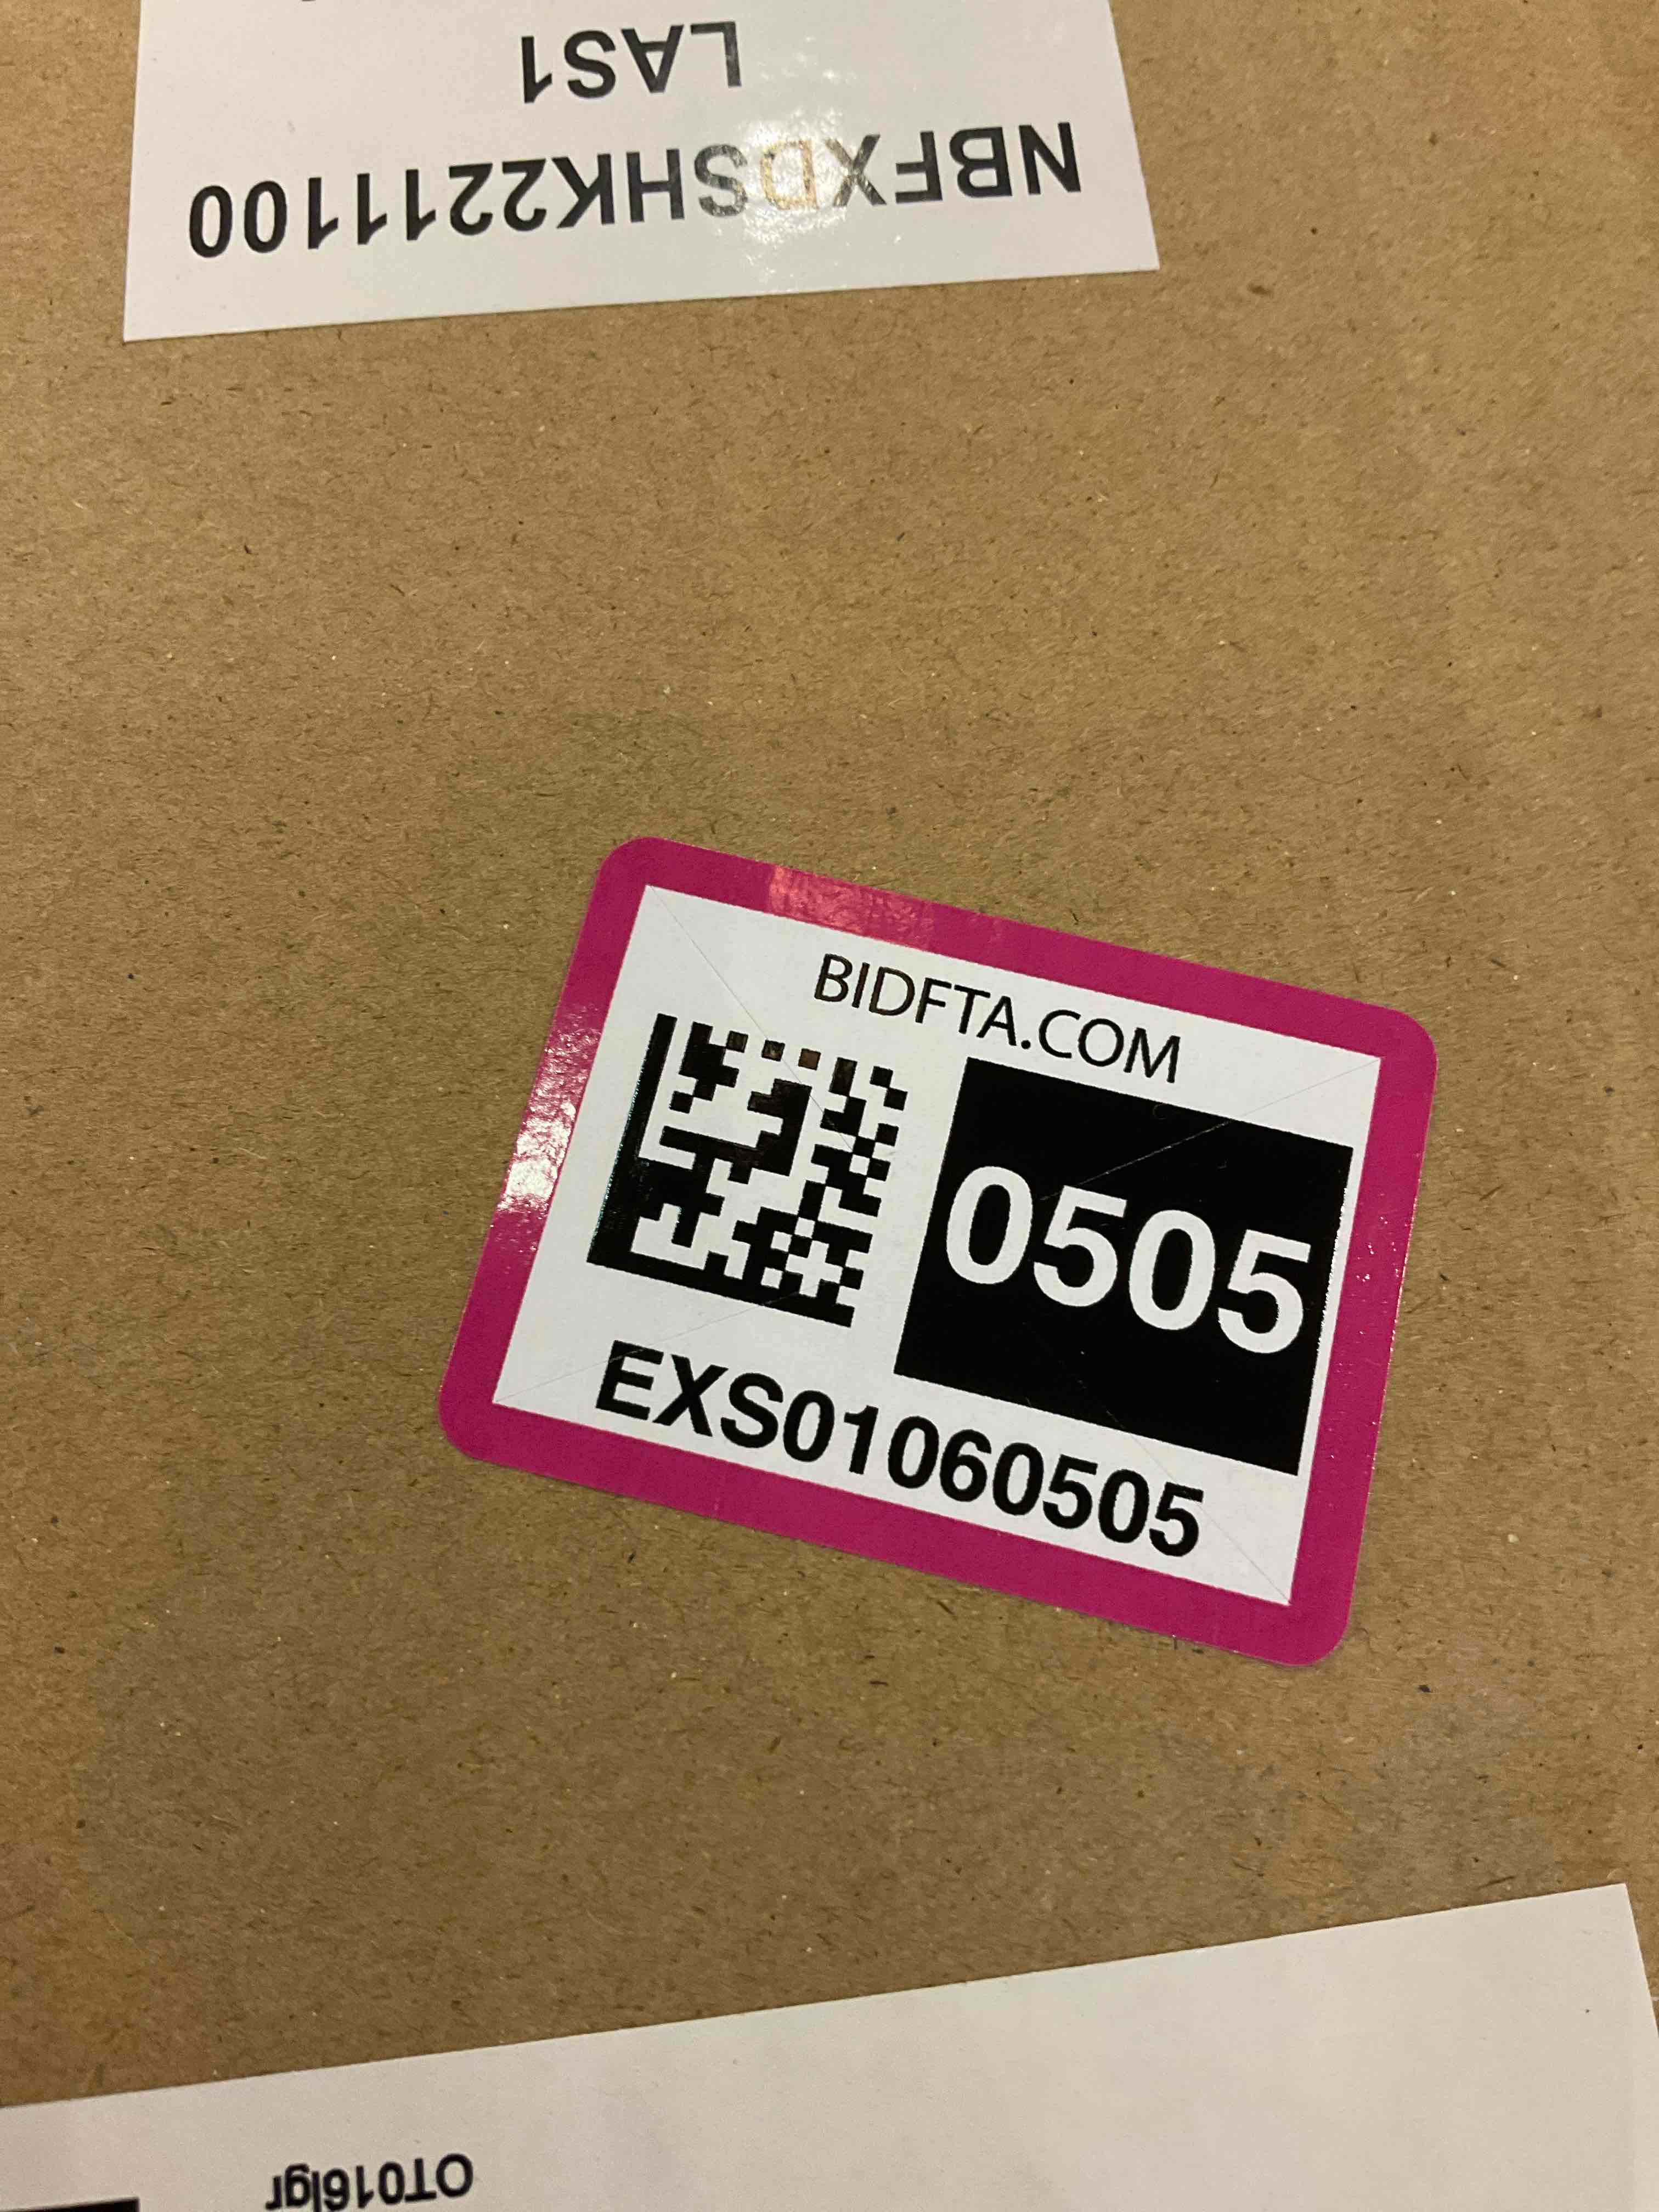 NBFXDSHK2211100
LAS1
BIDFTA.COM
0505
EXS01060505
OT016lgr